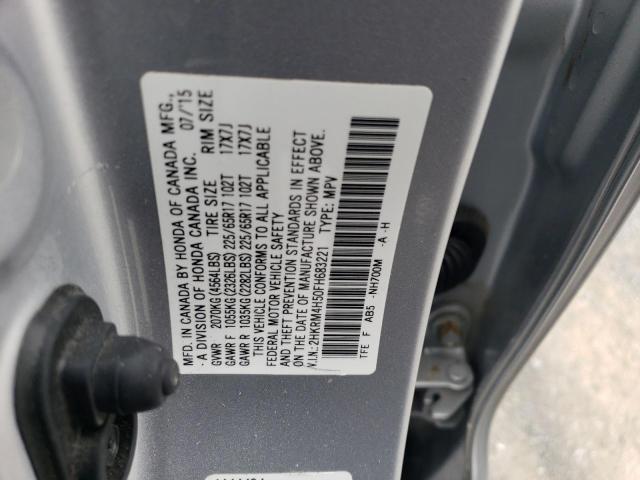 MFD. IN CANADA BY HONDA OF CANADA MFG.,
- A DIVISION OF HONDA CANADA INC. 07/15
GVWR 2070KG (4564LBS) TIRE SIZE RIM SIZE
GAWR F 1055KG (2326LBS) 225/65R17 102T 17X7J
GAWR R 1035KG (2282LBS) 225/65R17 102T 17X7J
THIS VEHICLE CONFORMS TO ALL APPLICABLE
FEDERAL MOTOR VEHICLE SAFETY
AND THEFT PREVENTION STANDARDS IN EFFECT
ON THE DATE OF MANUFACTURE SHOWN ABOVE.
V.I.N.: 2HKRM4H50FH683221 TYPE: MPV
TFE F AB5 -NH700M -A -H